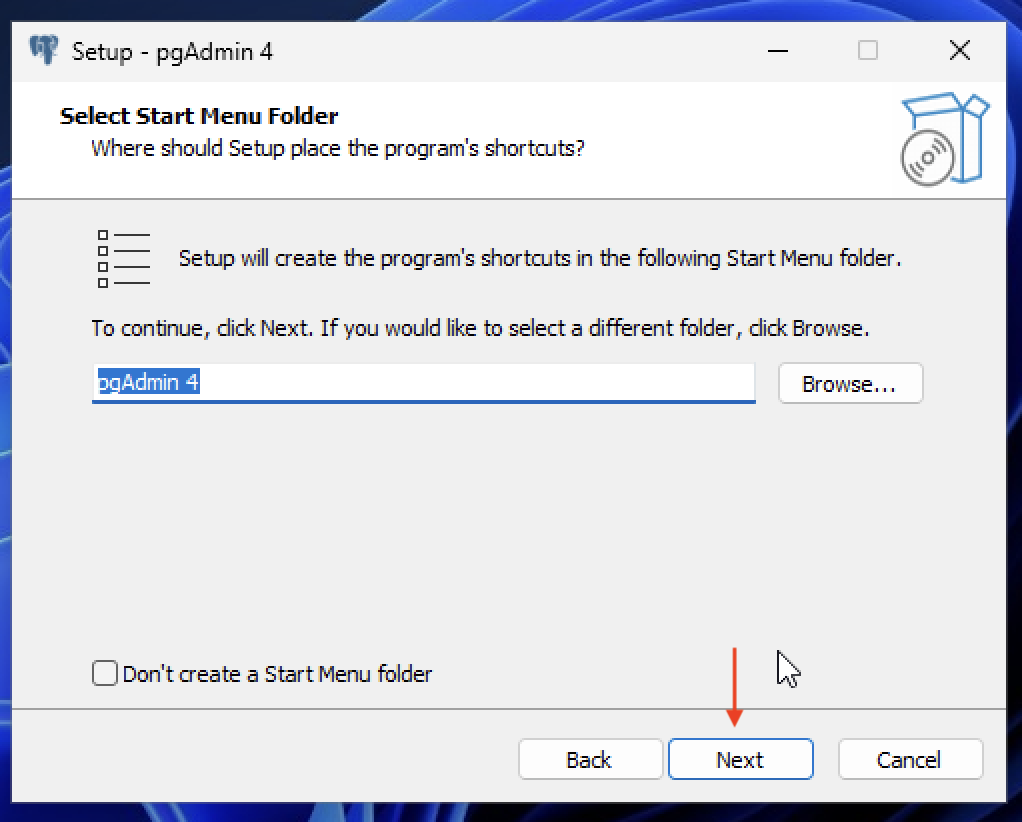 Setup - pgAdmin 4
Select Start Menu Folder
Where should Setup place the program's shortcuts?
Setup will create the program's shortcuts in the following Start Menu folder.
To continue, click Next. If you would like to select a different folder, click Browse.
pgAdmin 4
Browse...
Don't create a Start Menu folder
Back
Next
Cancel